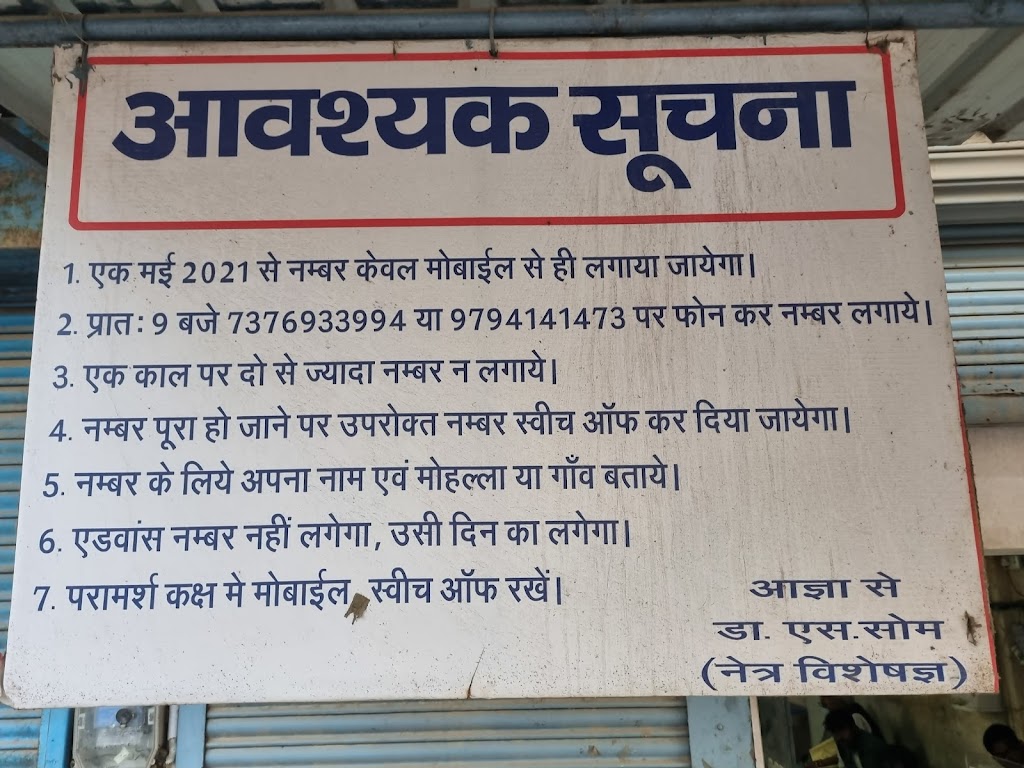 आवश्यक सूचना
1. एक मई 2021 से नम्बर केवल मोबाईल से ही लगाया जायेगा।
2. प्रात: 9 बजे 7376933994 या 9794141473 पर फोन कर नम्बर लगाये।
3. एक काल पर दो से ज्यादा नम्बर न लगाये।
4. नम्बर पूरा हो जाने पर उपरोक्त नम्बर स्वीच ऑफ कर दिया जायेगा।
5. नम्बर के लिये अपना नाम एवं मोहल्ला या गाँव बताये।
6. एडवांस नम्बर नहीं लगेगा, उसी दिन का लगेगा।
7. परामर्श कक्ष मे मोबाईल स्वीच ऑफ रखें।
आज्ञा से
डा. एस.सोम
(नेत्र विशेषज्ञ)